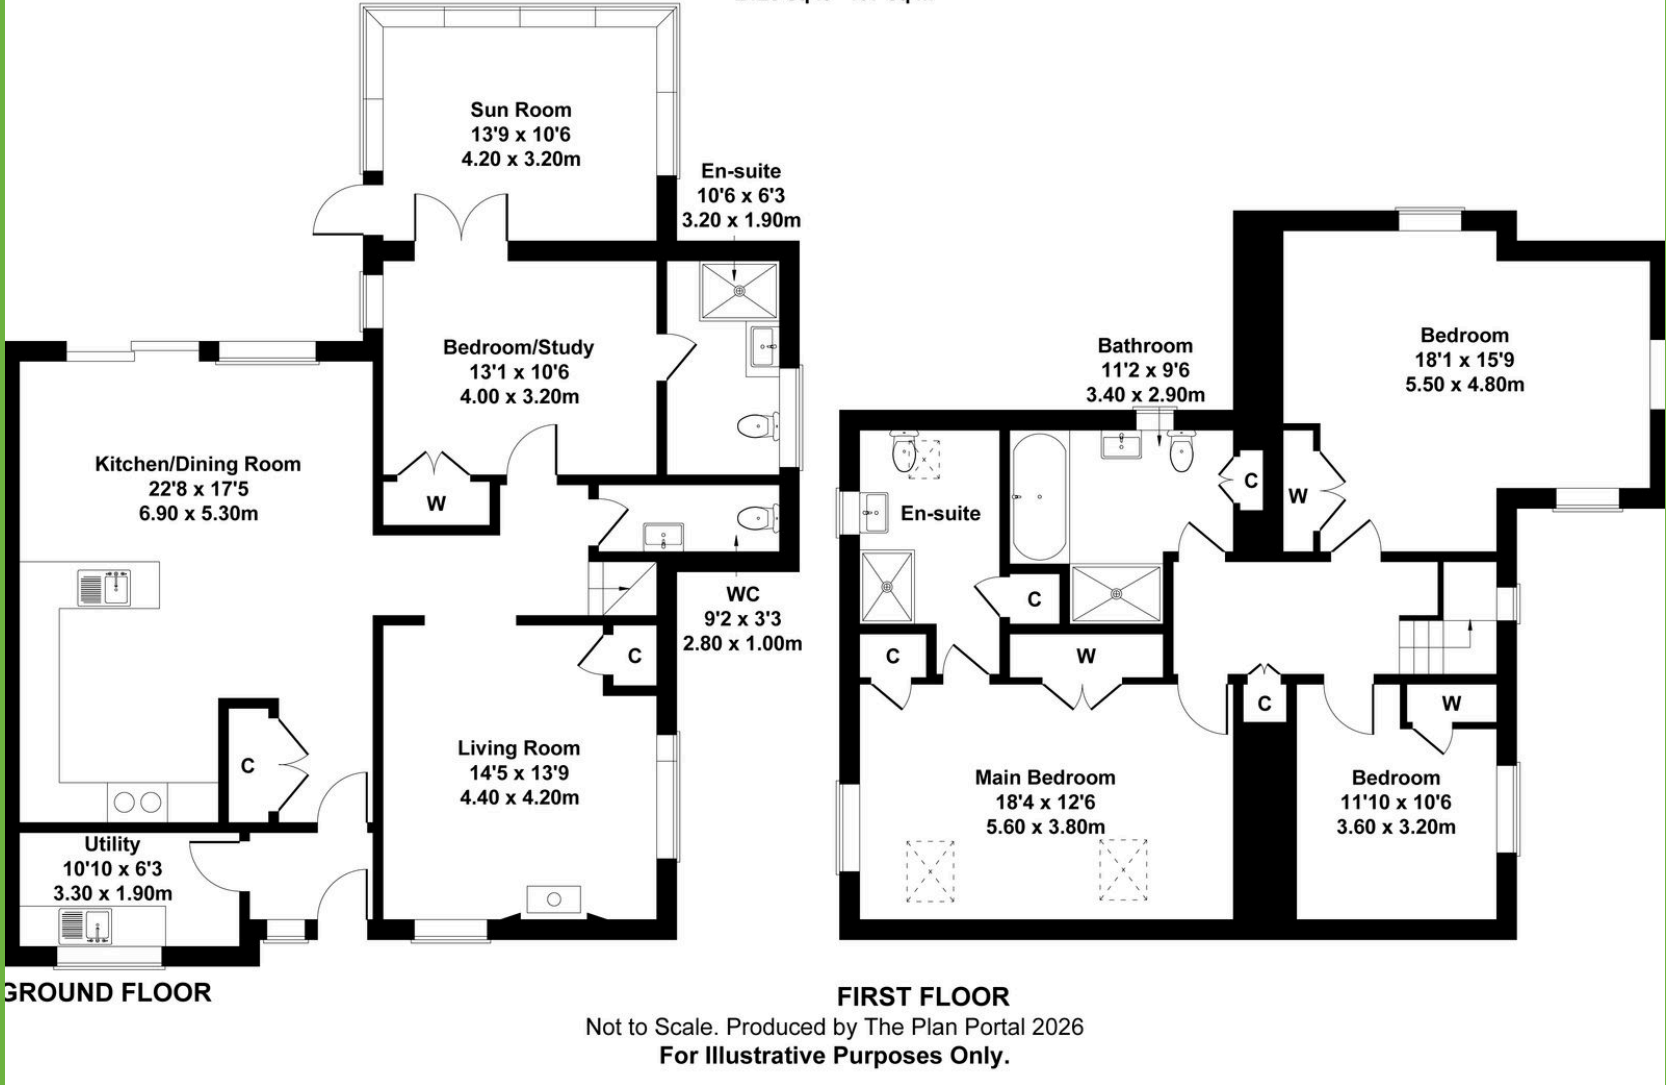 Sun Room
13'9 x 10'6
4.20 x 3.20m
En-suite
10'6 x 6'3
3.20 x 1.90m
Bedroom/Study
13'1 x 10'6
4.00 x 3.20m
Kitchen/Dining Room
22'8 x 17'5
6.90 x 5.30m
W
WC
9'2 x 3'3
2.80 x 1.00m
C
C
Living Room
14'5 x 13'9
4.40 x 4.20m
Utility
10'10 x 6'3
3.30 x 1.90m
GROUND FLOOR
Bedroom
18'1 x 15'9
5.50 x 4.80m
Bathroom
11'2 x 9'6
3.40 x 2.90m
C
W
En-suite
C
C
W
C
W
Main Bedroom
18'4 x 12'6
5.60 x 3.80m
Bedroom
11'10 x 10'6
3.60 x 3.20m
FIRST FLOOR
Not to Scale. Produced by The Plan Portal 2026
For Illustrative Purposes Only.